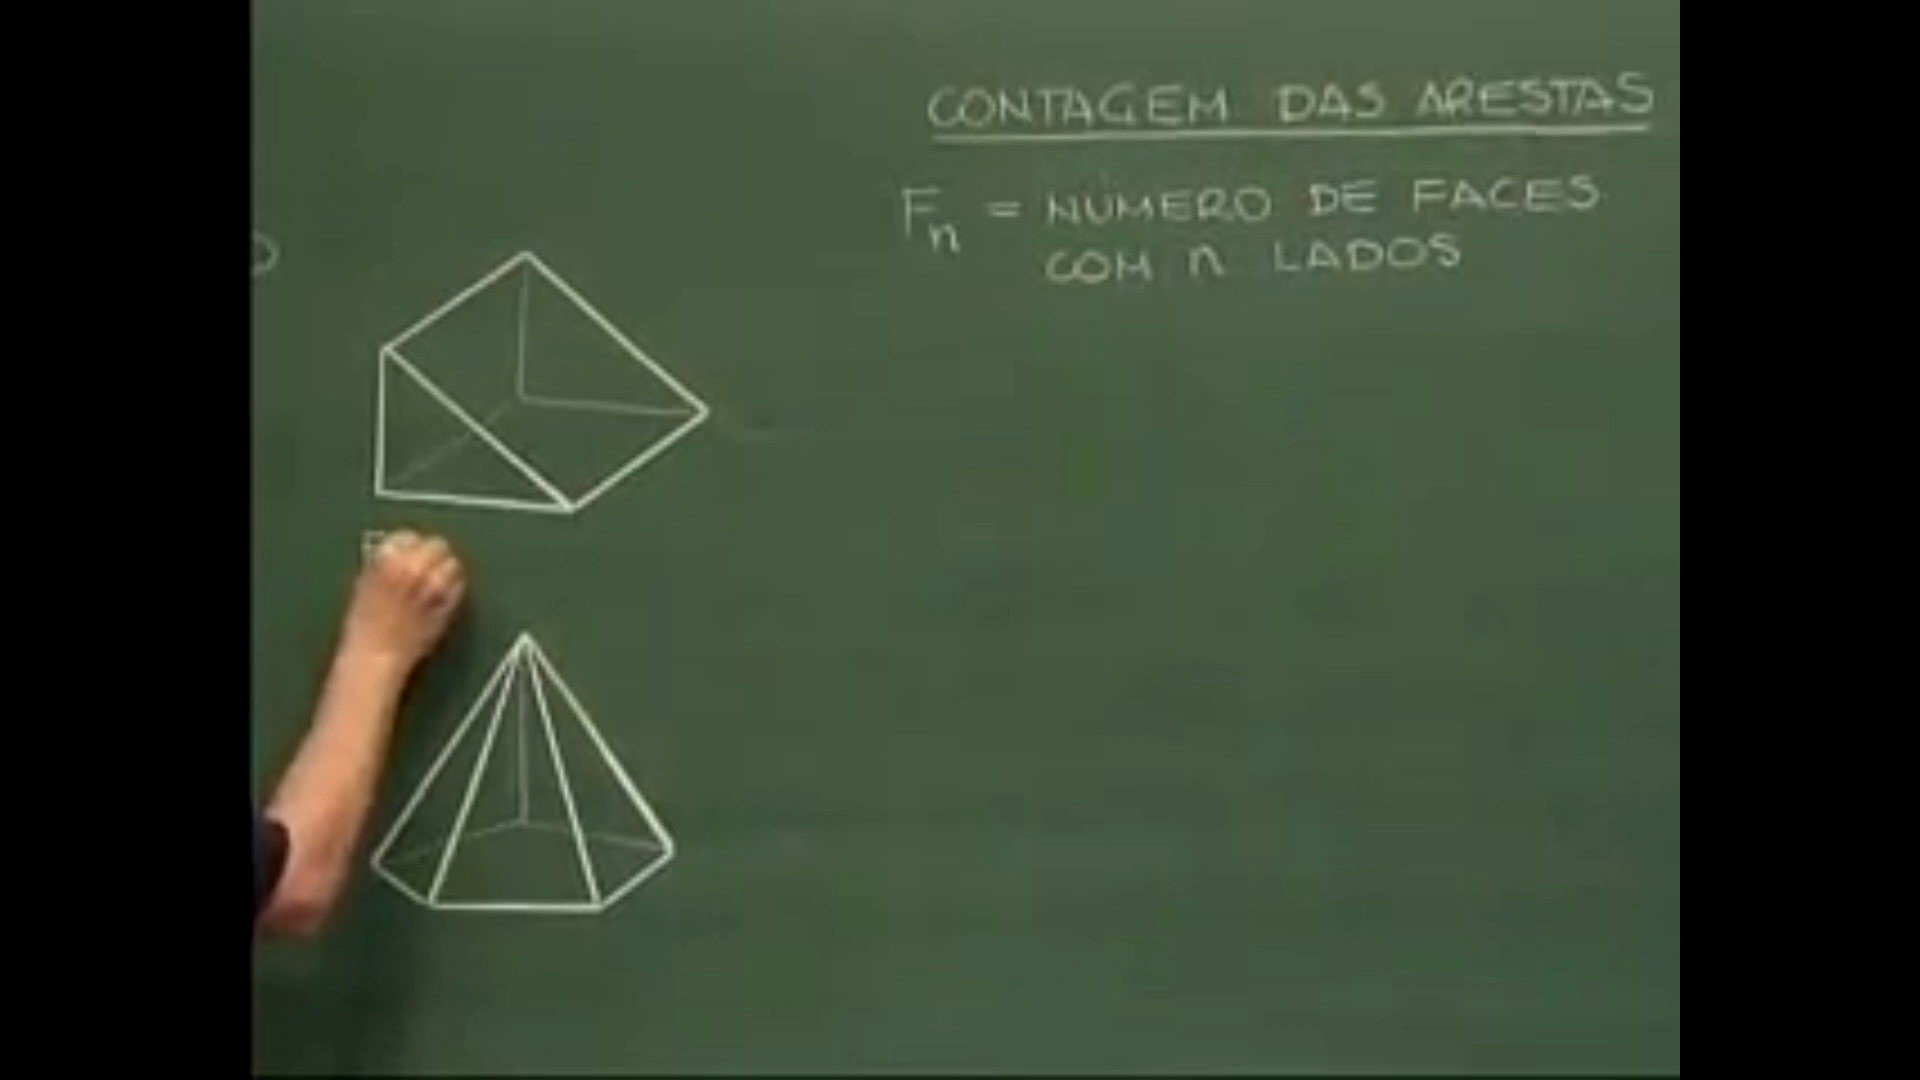 CONTAGEM DAS ARESTAS
Fn = NUMERO DE FACES
COM n LADOS
F